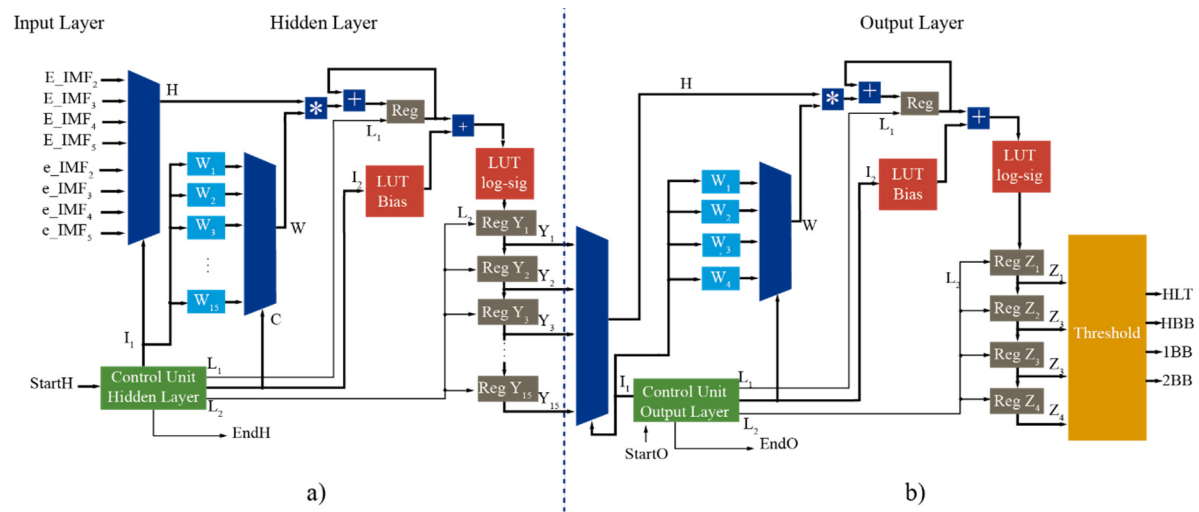 Input Layer
Hidden Layer
E_IMF2
E_IMF3
E_IMF4
E_IMF5
e_IMF2
e_IMF3
e_IMF4
e_IMF5
H
*
+
Reg
L1
+
W1
W2
W3
⋮
W15
W
C
I1
I2
LUT
Bias
LUT
log-sig
L2
Reg Y1
Reg Y2
Reg Y3
Reg Y15
Y1
Y2
Y3
Y15
StartH
Control Unit
Hidden Layer
L1
L2
EndH
a)
Output Layer
H
*
+
Reg
L1
+
W1
W2
W3
W4
W
I2
LUT
Bias
LUT
log-sig
I1
Control Unit
Output Layer
L1
L2
StartO
EndO
L2
Reg Z1
Reg Z2
Reg Z3
Reg Z4
Z1
Z3
Z3
Z4
Threshold
HLT
HBB
1BB
2BB
b)